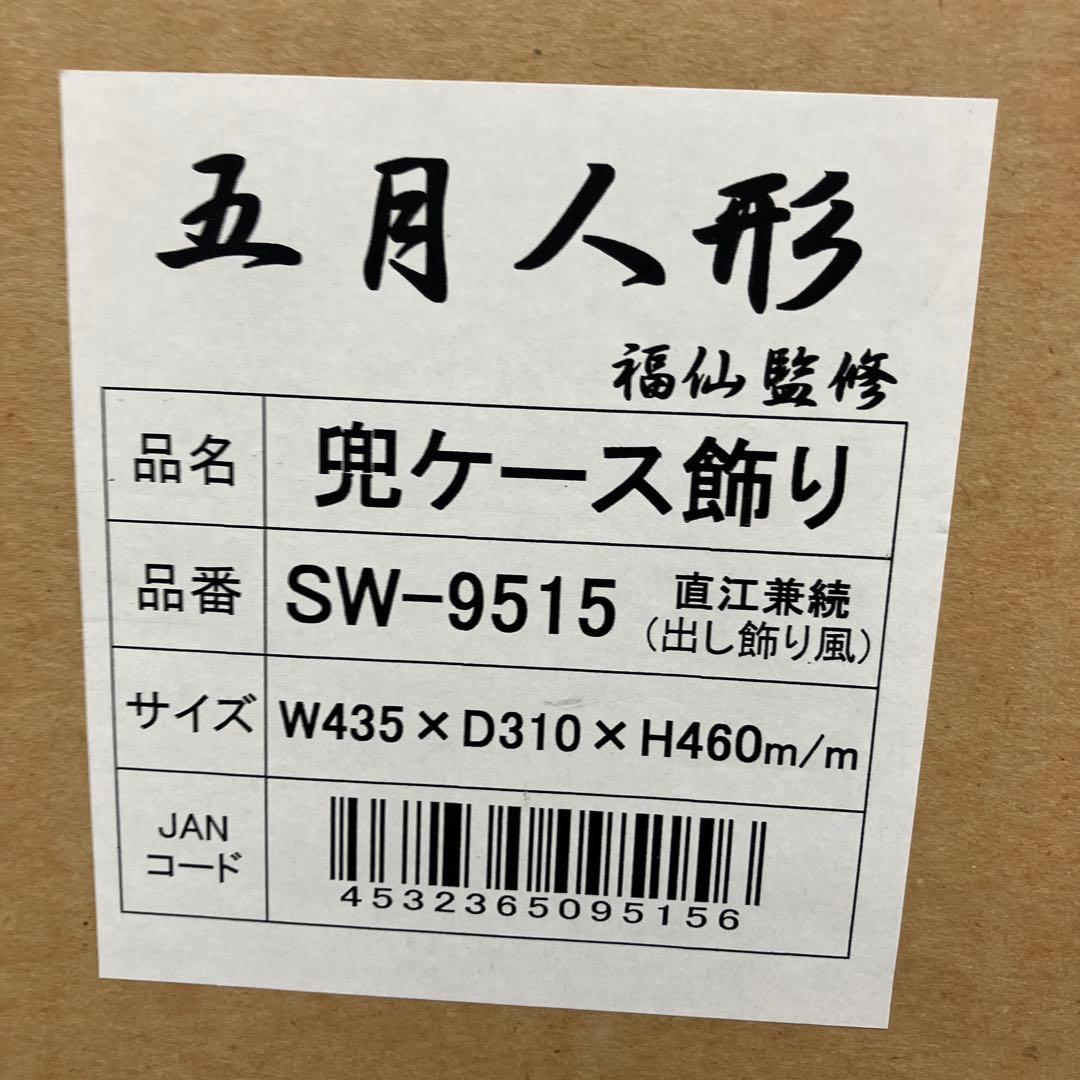 五月人形
福仙監修
品名 兜ケース飾り
品番 SW-9515 直江兼続
(出し飾り風)
サイズ W435×D310×H460m/m
JAN
コード
4532365095156